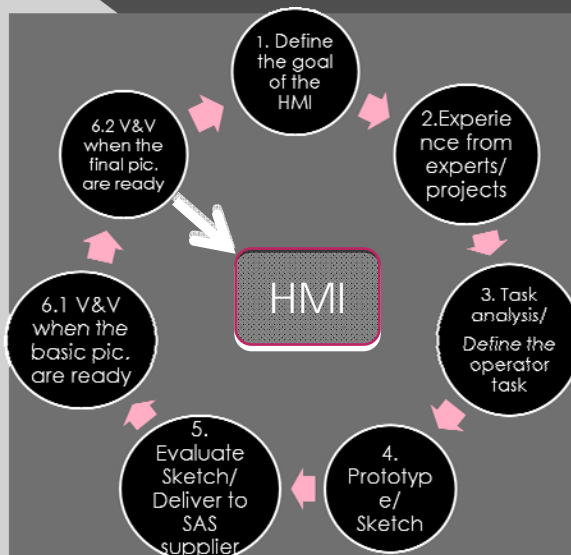 1. Define
the goal
of the
HMI
2.Experie
nce from
experts/
projects
3. Task
analysis/
Define the
operator
task
4.
Prototyp
e/
Sketch
5.
Evaluate
Sketch/
Deliver to
SAS
supplier
6.1 V&V
when the
basic pic.
are ready
6.2 V&V
when the
final pic.
are ready
HMI